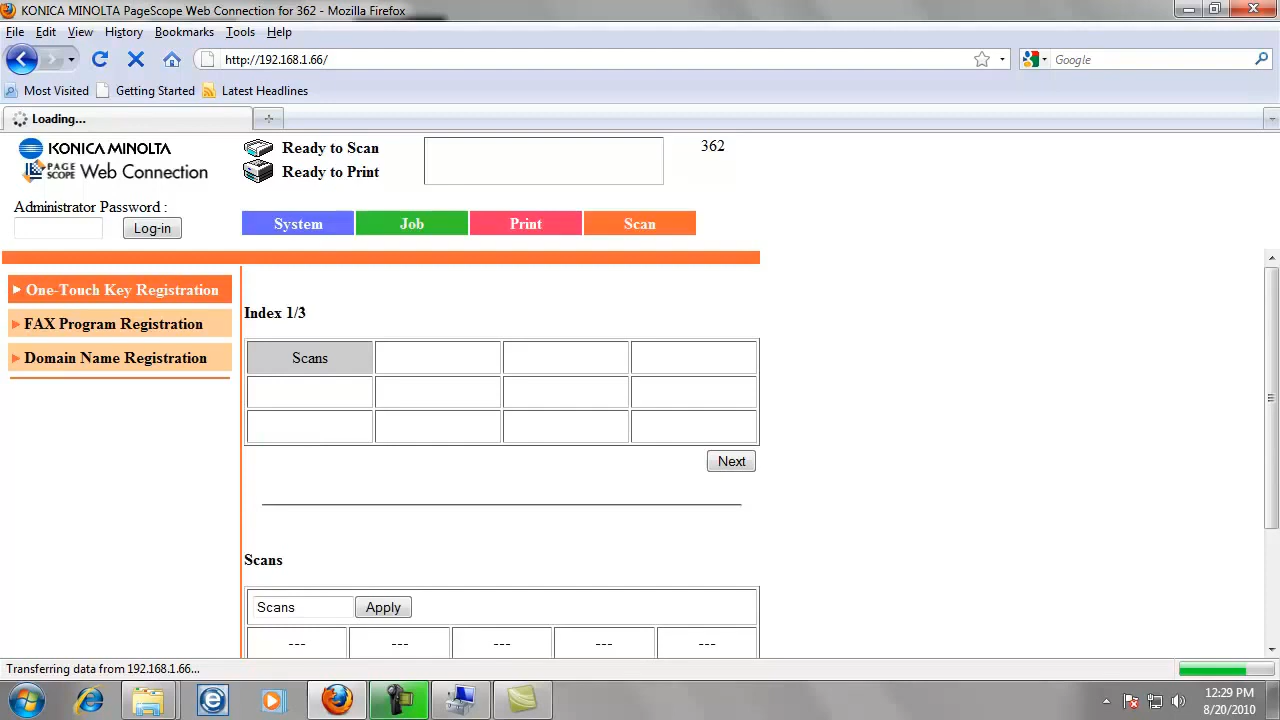 KONICA MINOLTA PageScope Web Connection for 362 - Mozilla Firefox
File Edit View History Bookmarks Tools Help
http://192.168.1.66/
Google
Most Visited Getting Started Latest Headlines
Loading...
KONICA MINOLTA
PAGE SCOPE Web Connection
Ready to Scan
Ready to Print
362
Administrator Password :
Log-in
System Job Print Scan
One-Touch Key Registration
FAX Program Registration
Domain Name Registration
Index 1/3
Scans
Next
Scans
Scans Apply
--- --- --- --- ---
Transferring data from 192.168.1.66...
12:29 PM
8/20/2010